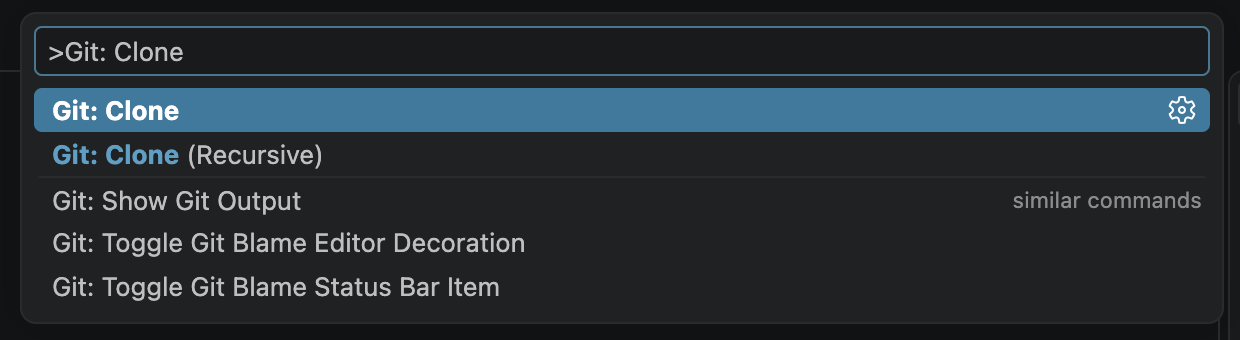 >Git: Clone
Git: Clone
Git: Clone (Recursive)
Git: Show Git Output similar commands
Git: Toggle Git Blame Editor Decoration
Git: Toggle Git Blame Status Bar Item